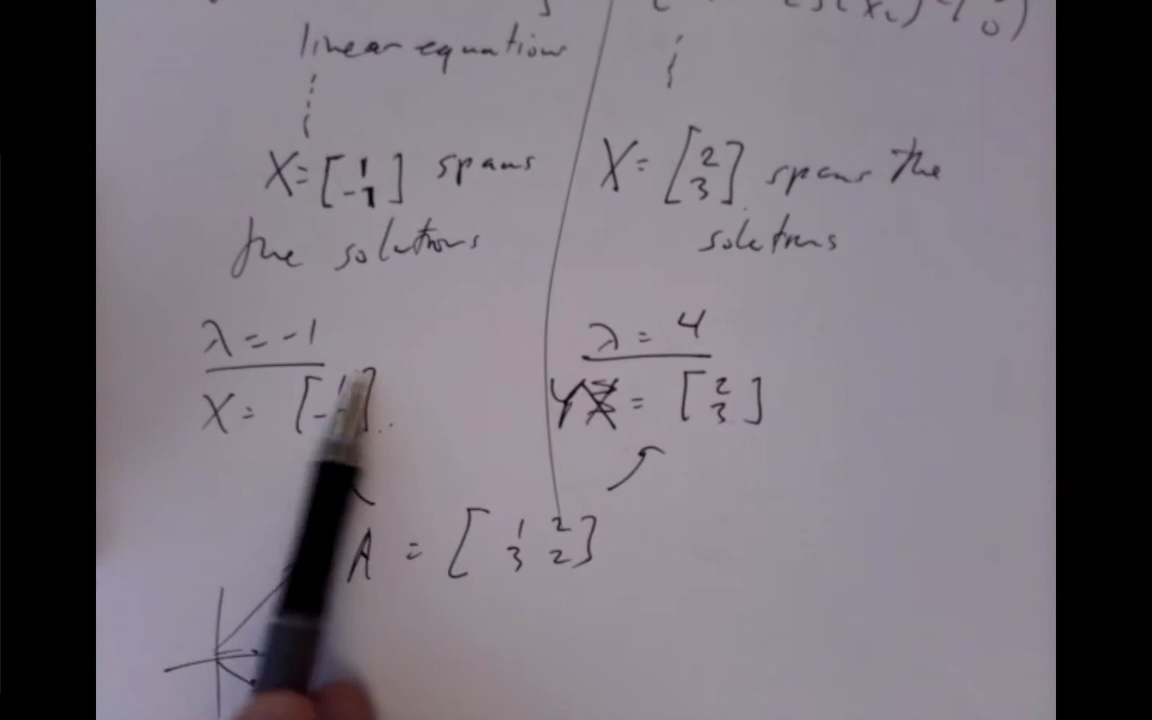 linear equations
X = [1 -1] spans
the solutions
X = [2 3] spans the
solutions
λ = -1
X =
λ = 4
Y = [2 3]
A = [1 2 3 2]